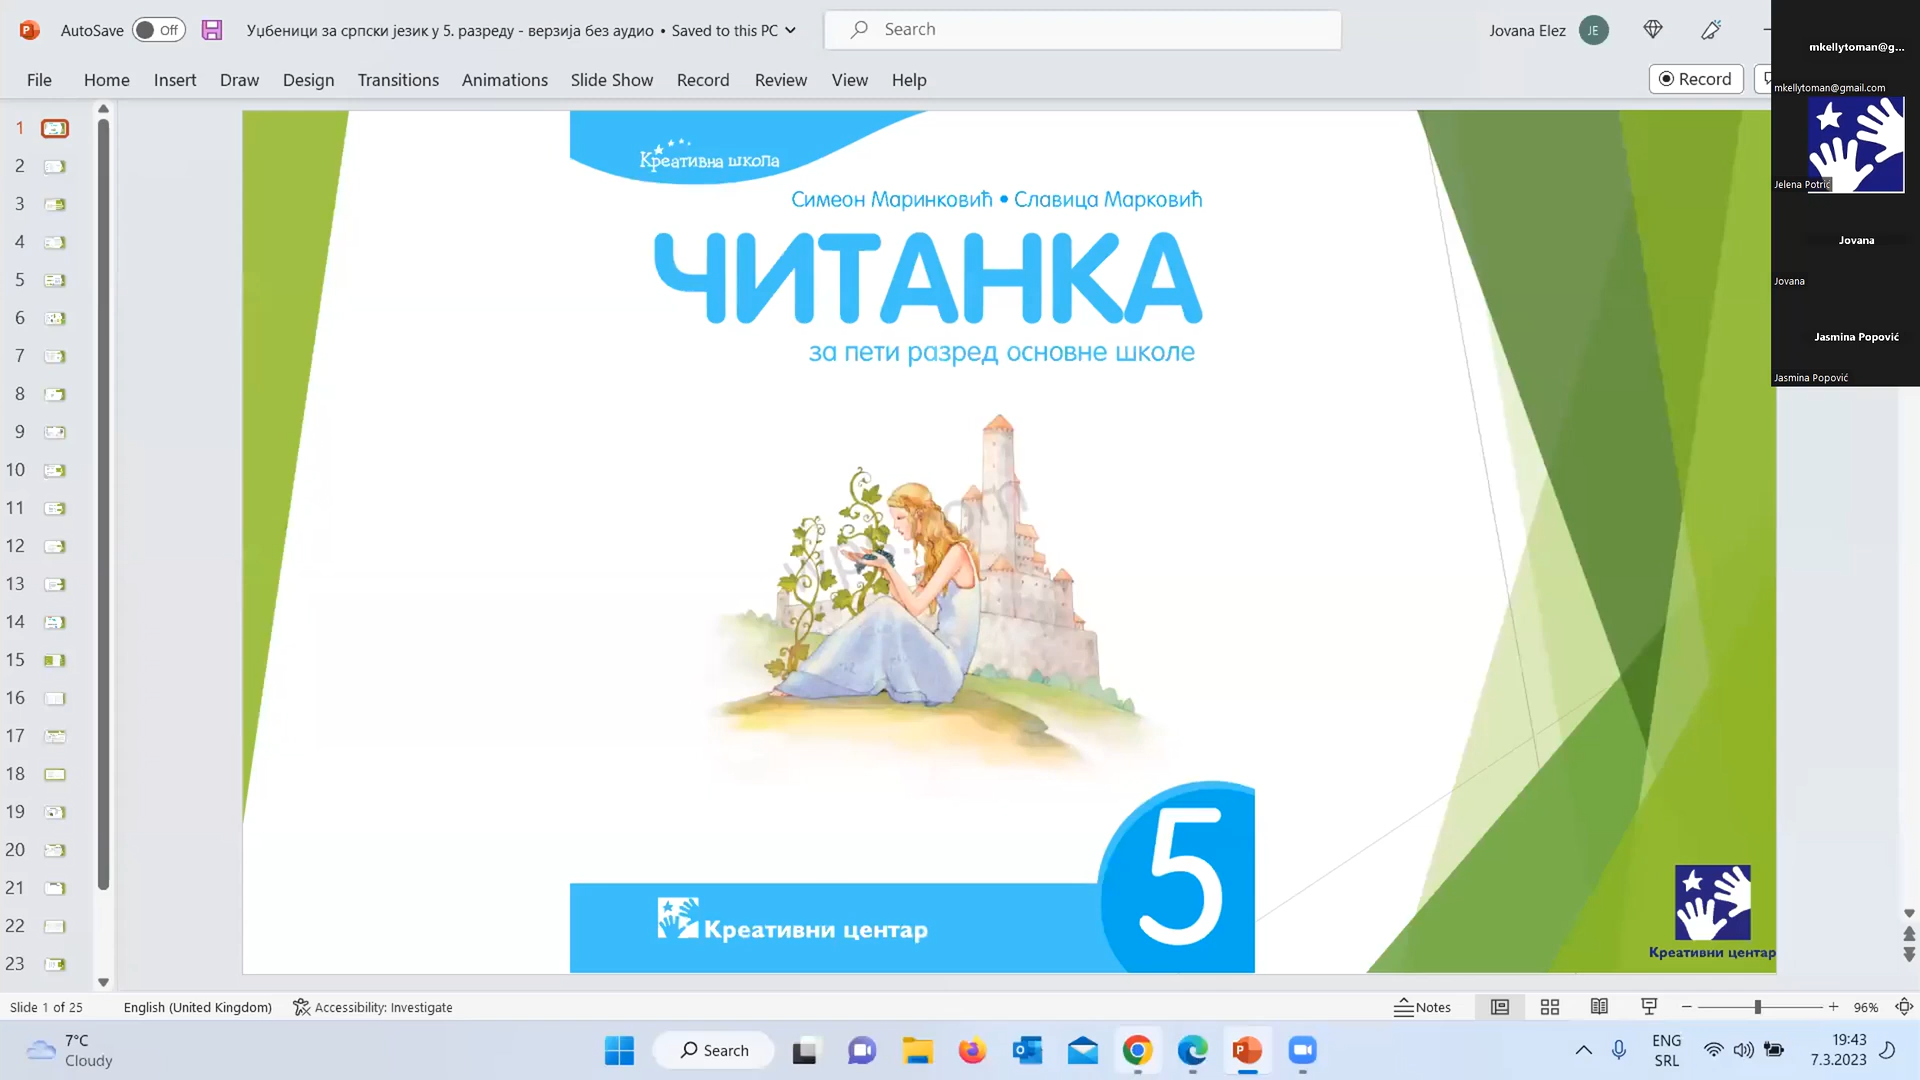 AutoSave
Off
Уџбеници за српски језик у 5. разреду - верзија без аудио • Saved to this PC
Search
Jovana Elez
JE
File
Home
Insert
Draw
Design
Transitions
Animations
Slide Show
Record
Review
View
Help
Record
mkellytoman@g...
mkellytoman@gmail.com
Jelena Potrić
Jovana
Jovana
Jasmina Popović
Jasmina Popović
1
2
3
4
5
6
7
8
9
10
11
12
13
14
15
16
17
18
19
20
21
22
23
Креативна школа
Симеон Маринковић • Славица Марковић
ЧИТАНКА
за пети разред основне школе
5
Креативни центар
Креативни центар
Slide 1 of 25
English (United Kingdom)
Accessibility: Investigate
Notes
96%
7°C
Cloudy
Search
ENG
SRL
19:43
7.3.2023